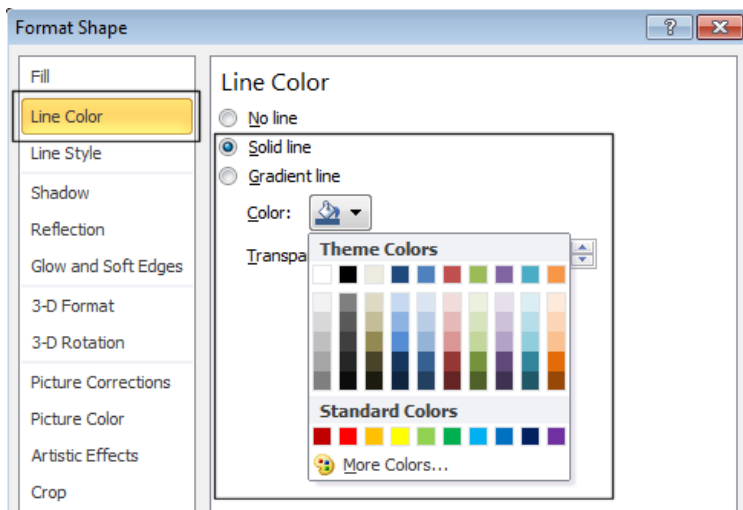 Format Shape
Fill
Line Color
Line Style
Shadow
Reflection
Glow and Soft Edges
3-D Format
3-D Rotation
Picture Corrections
Picture Color
Artistic Effects
Crop
Line Color
No line
Solid line
Gradient line
Color:
Transpa
Theme Colors
Standard Colors
More Colors...